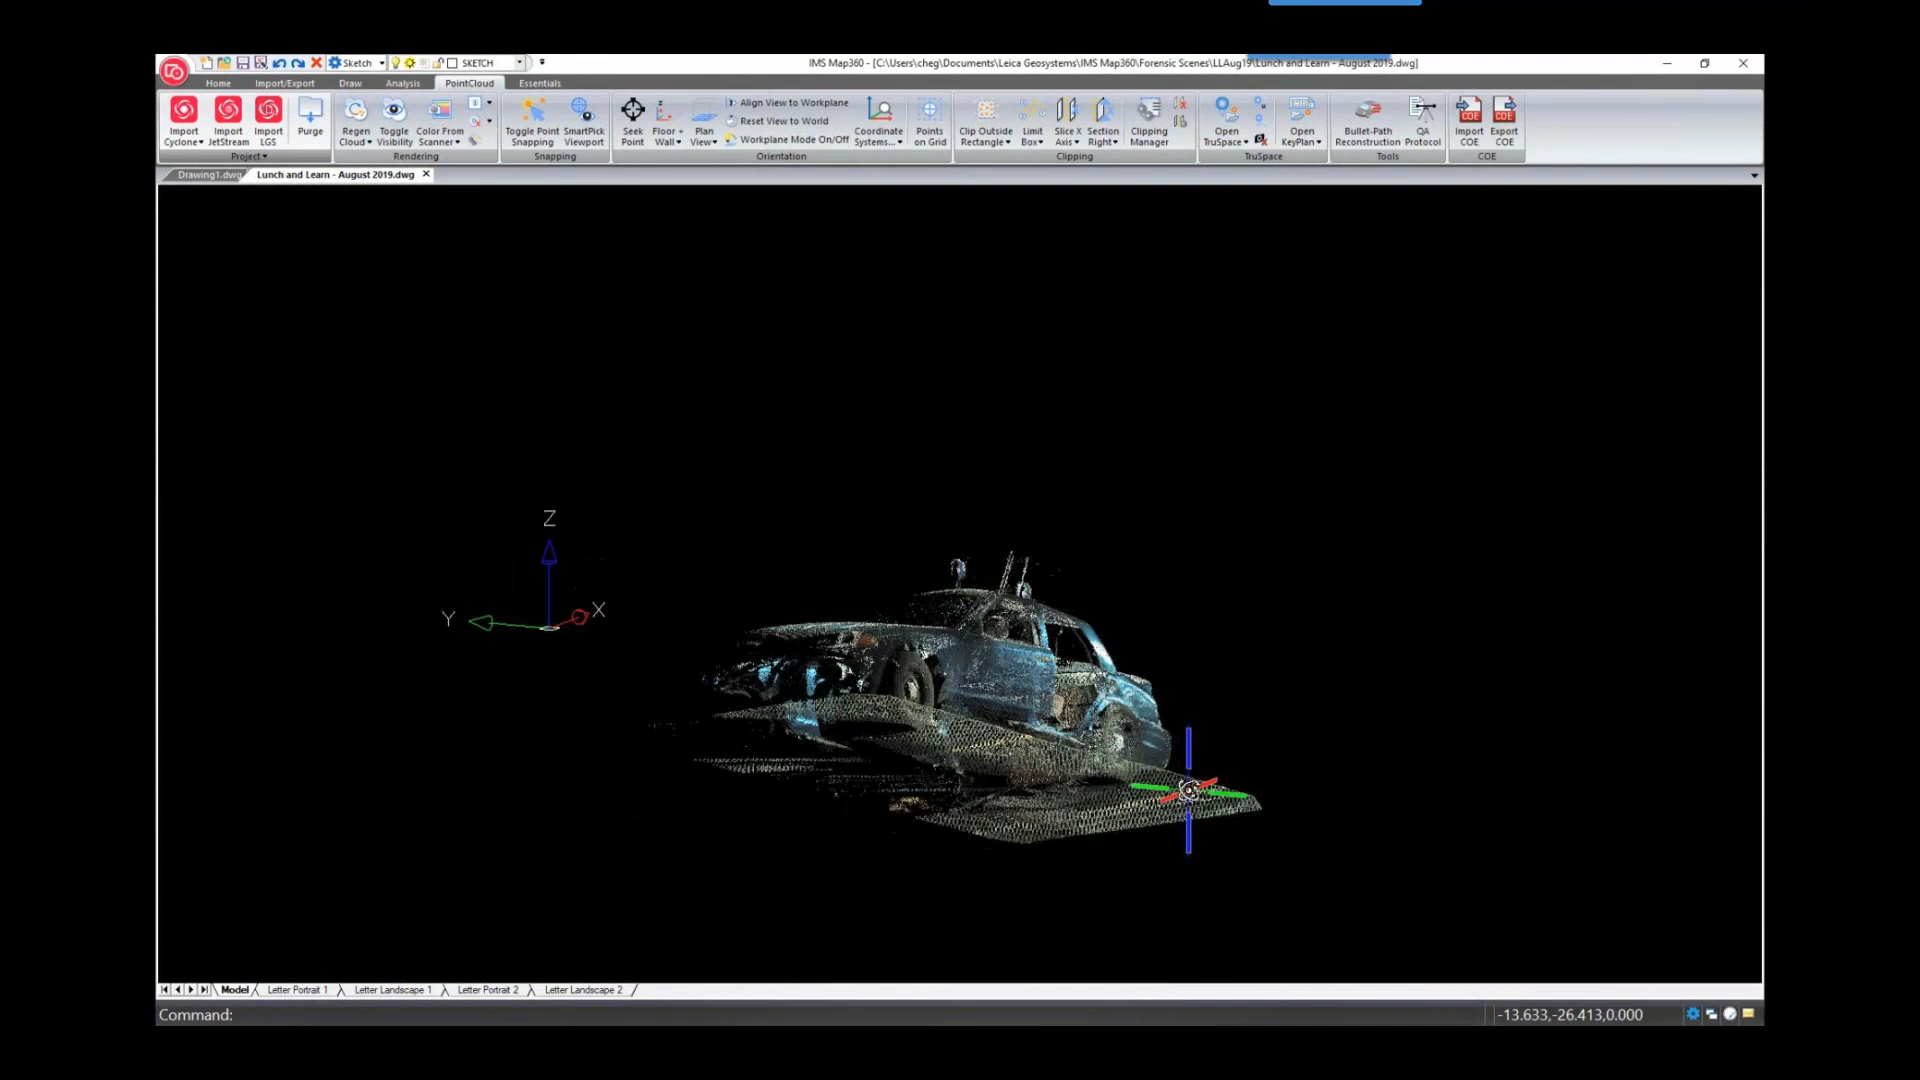 Sketch
SKETCH
IMS Map360 - [C:\Users\cheg\Documents\Leica Geosystems\IMS Map360\Forensic Scenes\LLAug19\Lunch and Learn - August 2019.dwg]
Home Import/Export Draw Analysis PointCloud Essentials
Import Cyclone
Import JetStream
Import LGS
Purge
Project
Regen Cloud
Toggle Visibility
Color From Scanner
Rendering
Toggle Point Snapping
SmartPick Viewport
Snapping
Seek Point
Floor + Wall
Plan View
Align View to Workplane
Reset View to World
Workplane Mode On/Off
Coordinate Systems...
Points on Grid
Orientation
Clip Outside Rectangle
Limit Box
Slice X Axis
Section Right
Clipping Manager
Clipping
Open TruSpace
Open KeyPlan
TruSpace
Bullet-Path Reconstruction
QA Protocol
Tools
COE
Import COE
COE
Export COE
COE
Drawing1.dwg
Lunch and Learn - August 2019.dwg
Z
Y
X
Model Letter Portrait 1 Letter Landscape 1 Letter Portrait 2 Letter Landscape 2
Command:
-13.633,-26.413,0.000